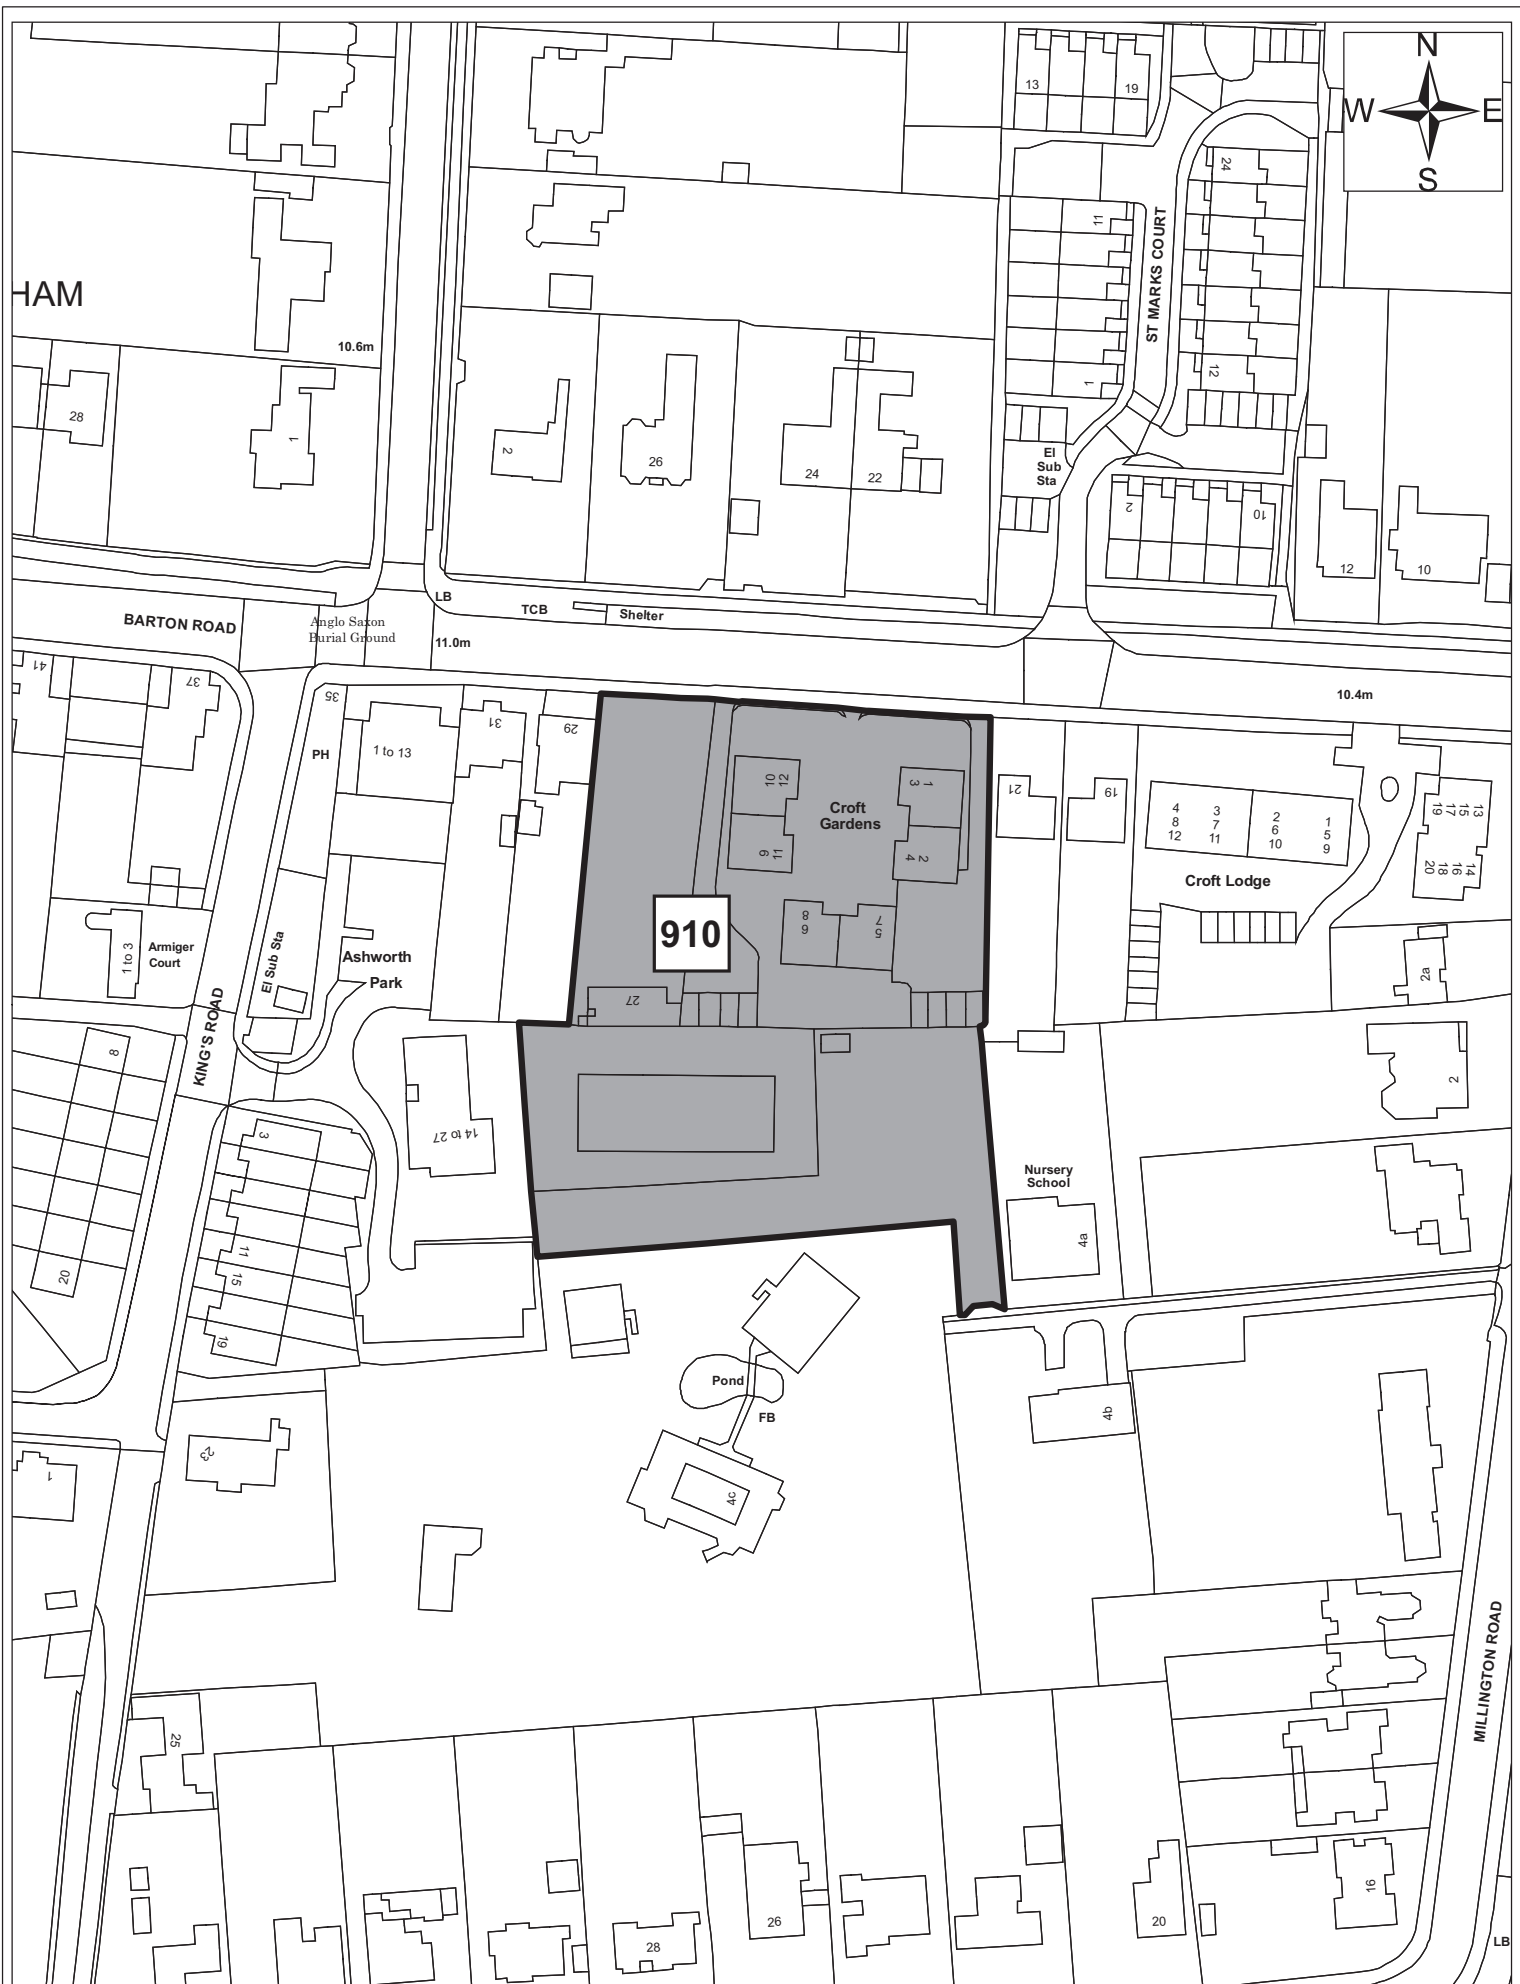 N
W
E
S
13
19
24
11
ST MARKS COURT
HAM
10.6m
1
12
28
1
2
26
24
22
El
Sub
Sta
2
10
12
10
LB
TCB
Shelter
BARTON ROAD
Anglo Saxon
Burial Ground
11.0m
41
37
35
10.4m
31
29
PH
1 to 13
10
12
1
3
21
19
Croft
Gardens
4
8
12
3
7
11
2
6
10
1
5
9
13
15
17
19
9
11
2
4
14
16
18
20
Croft Lodge
8
6
7
5
910
1 to 3
Armiger
Court
El Sub Sta
Ashworth
Park
2a
27
KING'S ROAD
8
2
3
14 to 27
Nursery
School
4a
11
15
20
19
Pond
FB
4b
23
1
4c
MILLINGTON ROAD
25
16
26
20
28
LB